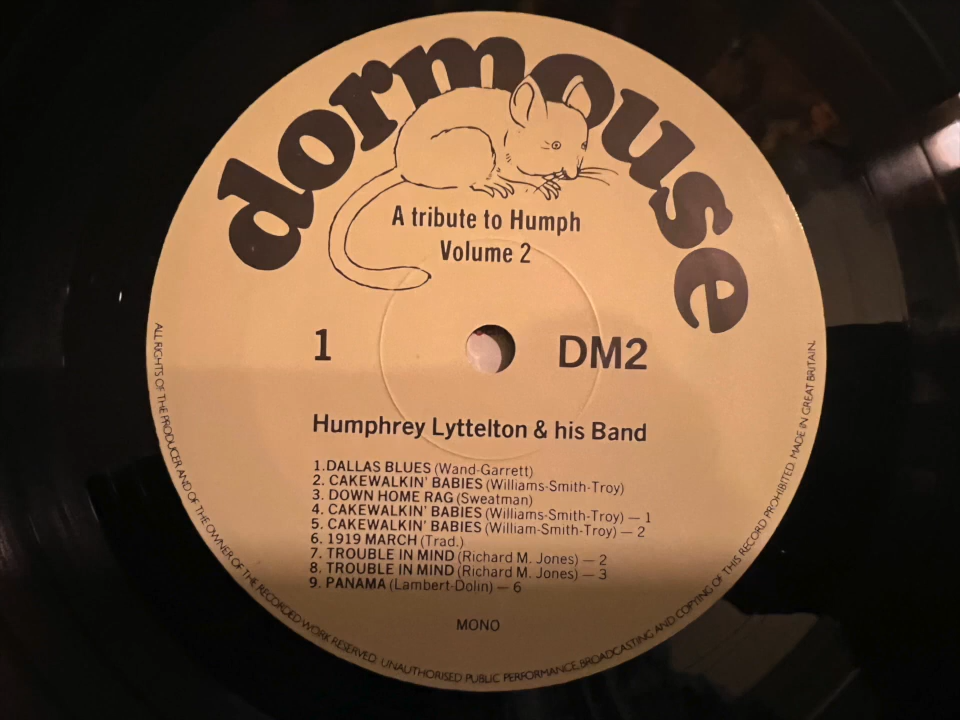 dormouse
A tribute to Humph
Volume 2
1
DM2
Humphrey Lyttelton & his Band
1. DALLAS BLUES (Wand-Garrett)
2. CAKEWALKIN' BABIES (Williams-Smith-Troy)
3. DOWN HOME RAG (Sweatman)
4. CAKEWALKIN' BABIES (Williams-Smith-Troy) — 1
5. CAKEWALKIN' BABIES (William-Smith-Troy) — 2
6. 1919 MARCH (Trad.)
7. TROUBLE IN MIND (Richard M. Jones) — 2
8. TROUBLE IN MIND (Richard M. Jones) — 3
9. PANAMA (Lambert-Dolin) — 6
MONO
ALL RIGHTS OF THE PRODUCER AND OF THE OWNER OF THE RECORDED WORK RESERVED. UNAUTHORISED PUBLIC PERFORMANCE, BROADCASTING AND COPYING OF THIS RECORD PROHIBITED. MADE IN GREAT BRITAIN.